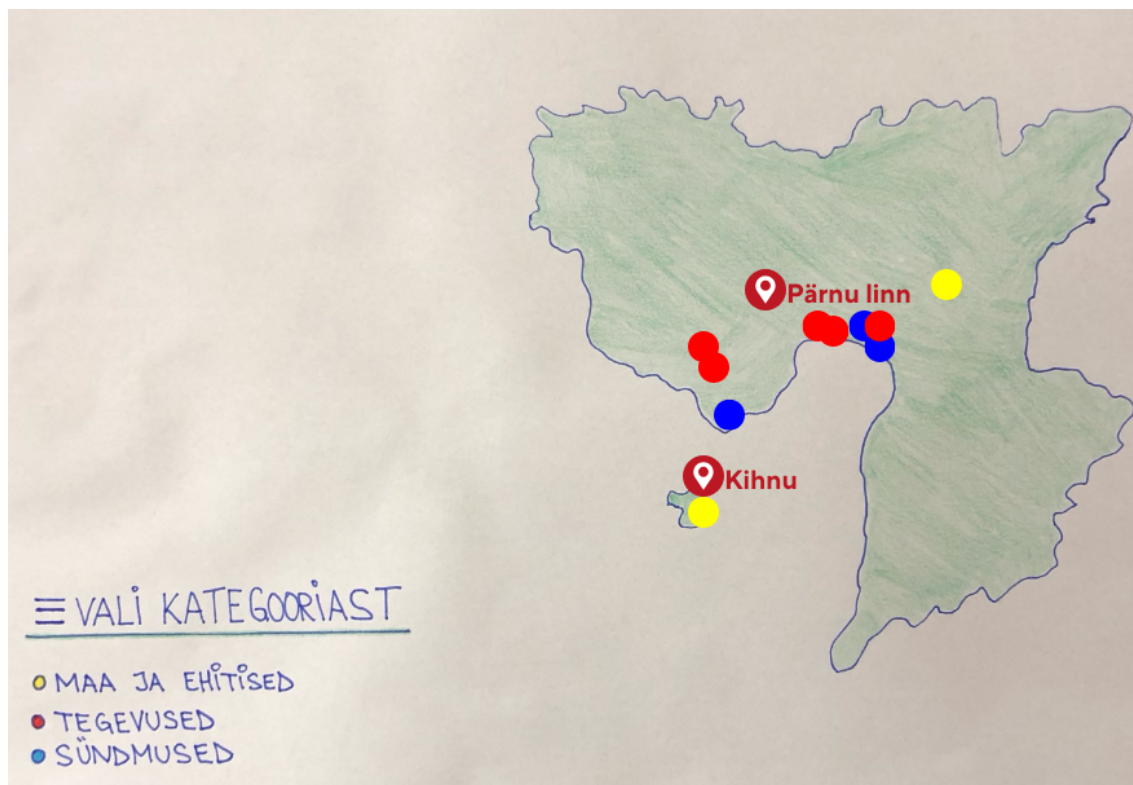 Pärnu linn
Kihnu
VALI KATEGOORIAST
MAA JA EHITISED
TEGEVUSED
SÜNDMUSED